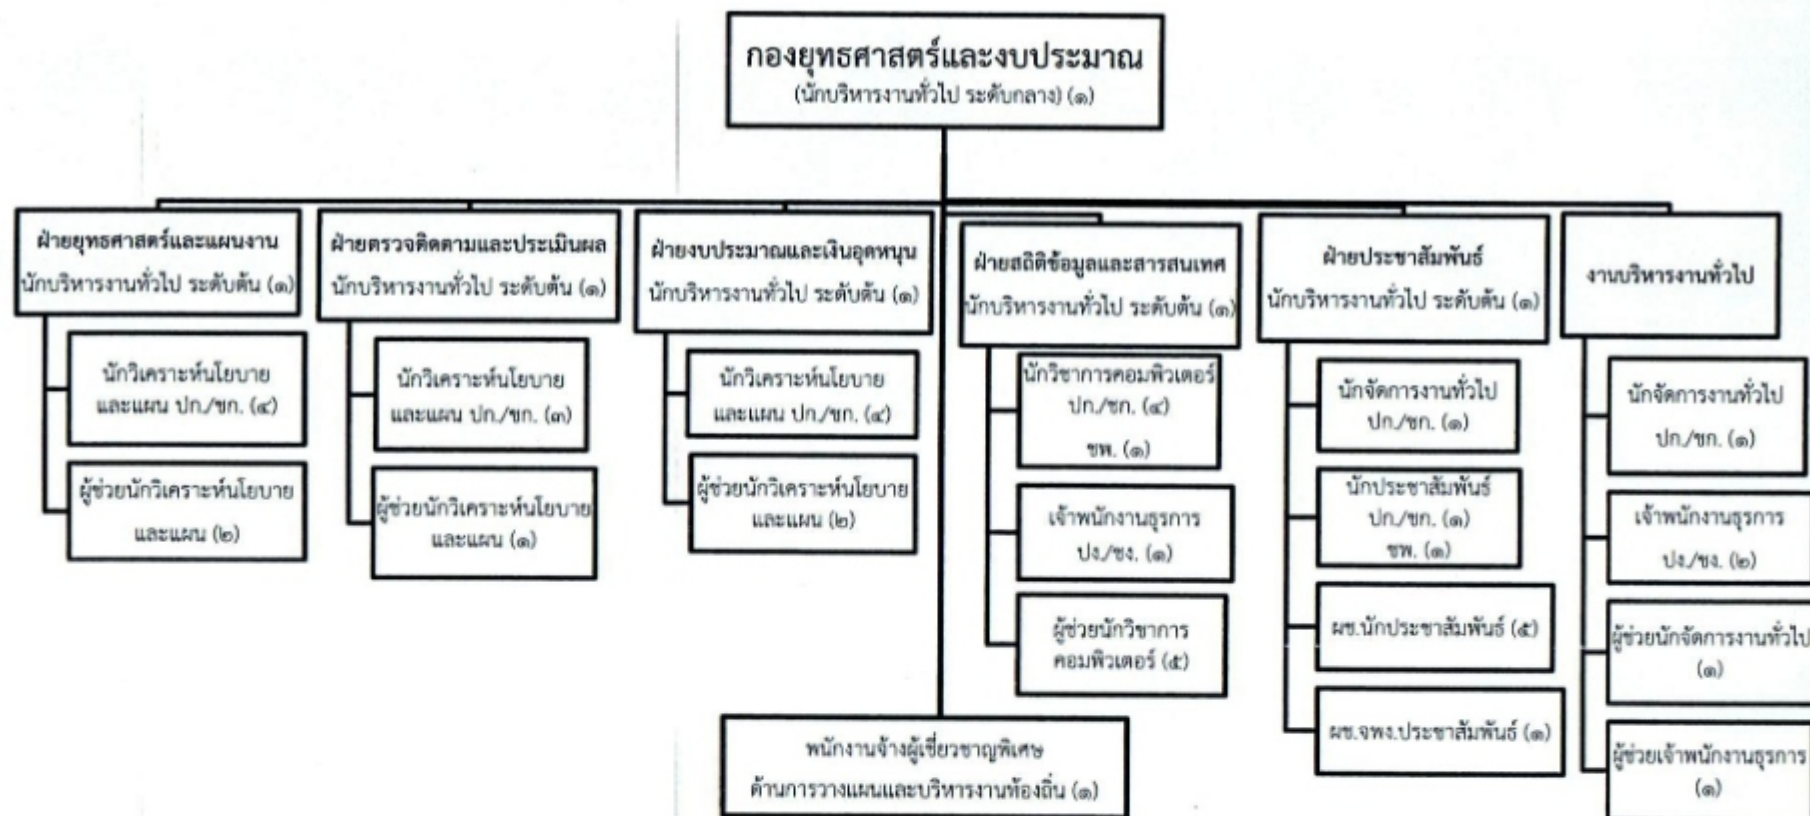 กองยุทธศาสตร์และงบประมาณ
(นักบริหารงานทั่วไป ระดับกลาง) (๑)
ฝ่ายยุทธศาสตร์และแผนงาน
นักบริหารงานทั่วไป ระดับต้น (๑)
นักวิเคราะห์นโยบาย
และแผน ปก./ชก. (๔)
ผู้ช่วยนักวิเคราะห์นโยบาย
และแผน (๒)
ฝ่ายตรวจติดตามและประเมินผล
นักบริหารงานทั่วไป ระดับต้น (๑)
นักวิเคราะห์นโยบาย
และแผน ปก./ชก. (๓)
ผู้ช่วยนักวิเคราะห์นโยบาย
และแผน (๑)
ฝ่ายงบประมาณและเงินอุดหนุน
นักบริหารงานทั่วไป ระดับต้น (๑)
นักวิเคราะห์นโยบาย
และแผน ปก./ชก. (๔)
ผู้ช่วยนักวิเคราะห์นโยบาย
และแผน (๒)
ฝ่ายสถิติข้อมูลและสารสนเทศ
นักบริหารงานทั่วไป ระดับต้น (๑)
นักวิชาการคอมพิวเตอร์
ปก./ชก. (๔)
ชพ. (๑)
เจ้าพนักงานธุรการ
ปง./ชง. (๑)
ผู้ช่วยนักวิชาการ
คอมพิวเตอร์ (๕)
ฝ่ายประชาสัมพันธ์
นักบริหารงานทั่วไป ระดับต้น (๑)
นักจัดการงานทั่วไป
ปก./ชก. (๑)
นักประชาสัมพันธ์
ปก./ชก. (๑)
ชพ. (๑)
ผช.นักประชาสัมพันธ์ (๕)
ผช.จพง.ประชาสัมพันธ์ (๑)
งานบริหารงานทั่วไป
นักจัดการงานทั่วไป
ปก./ชก. (๑)
เจ้าพนักงานธุรการ
ปง./ชง. (๒)
ผู้ช่วยนักจัดการงานทั่วไป
(๑)
ผู้ช่วยเจ้าพนักงานธุรการ
(๑)
พนักงานจ้างผู้เชี่ยวชาญพิเศษ
ด้านการวางแผนและบริหารงานท้องถิ่น (๑)